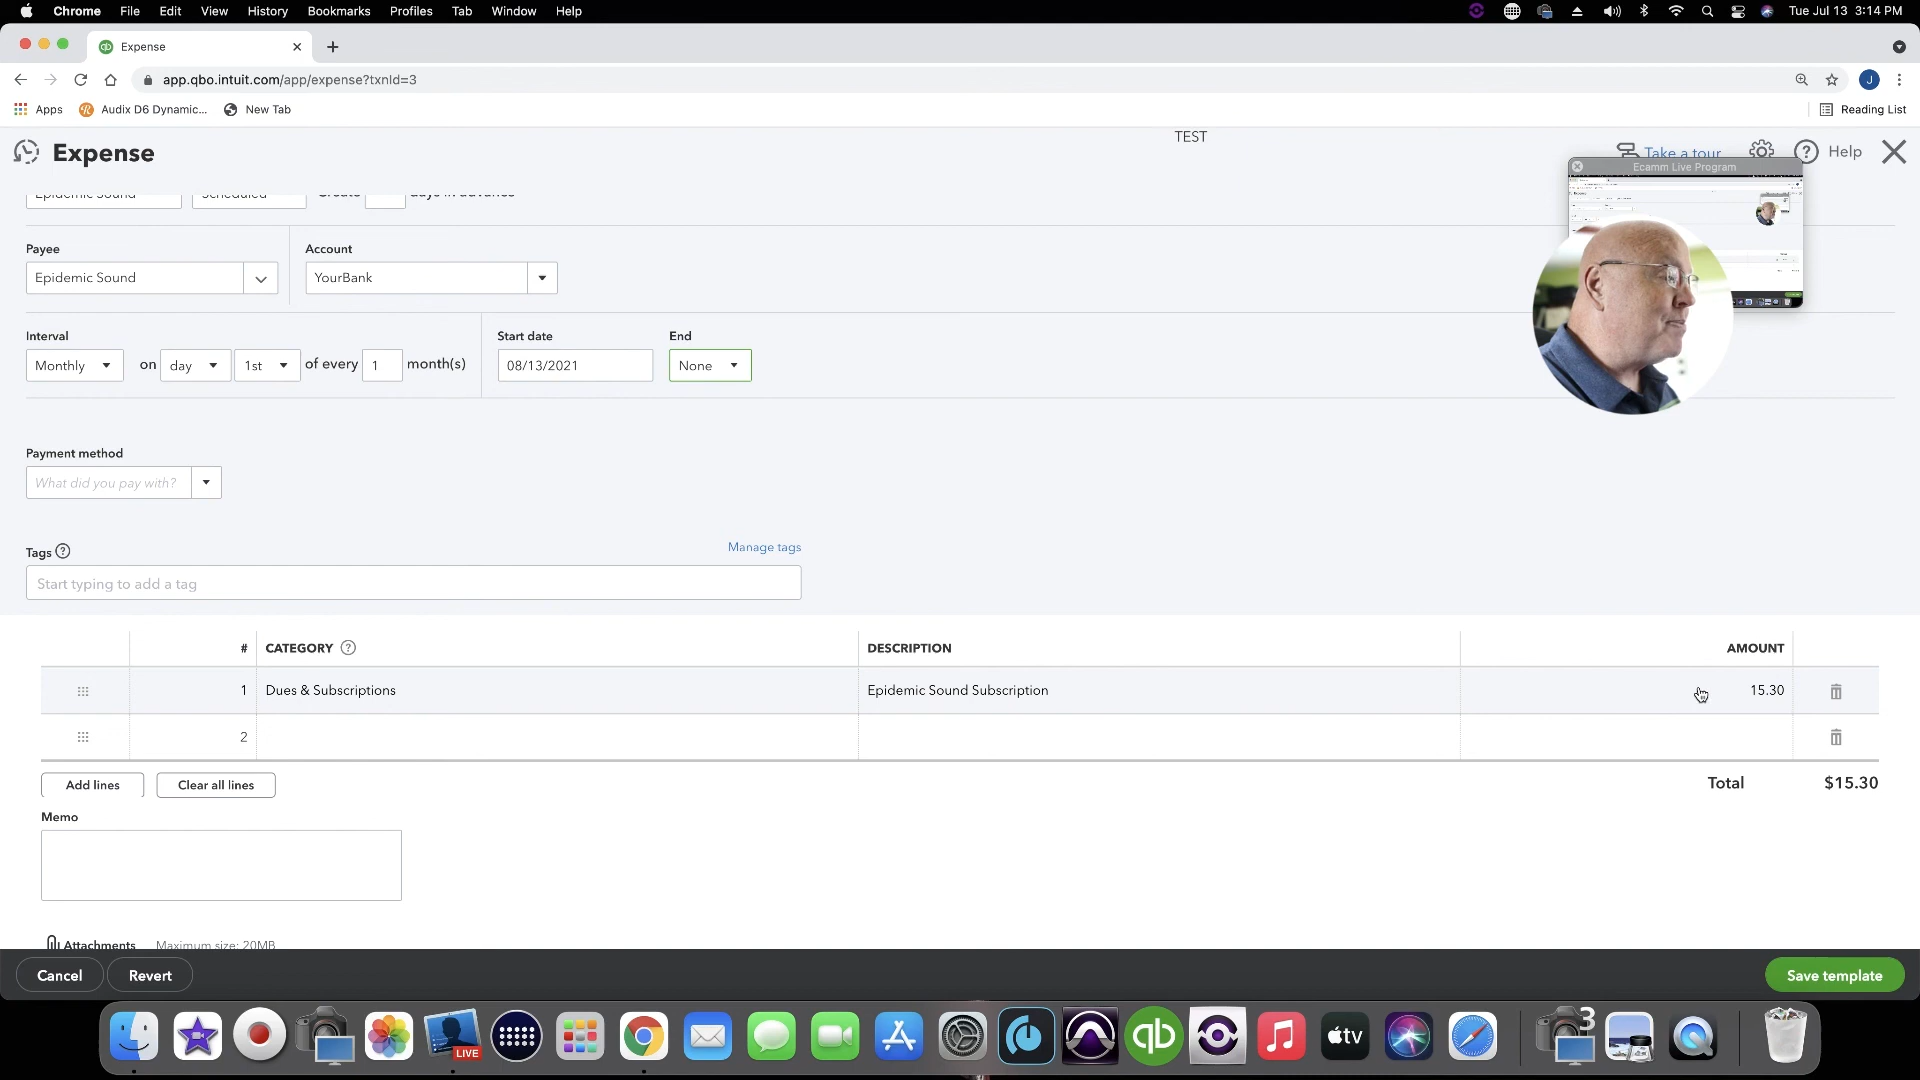 Chrome File Edit View History Bookmarks Profiles Tab Window Help Tue Jul 13 3:14 PM
Expense
app.qbo.intuit.com/app/expense?txnId=3 J
Apps Audix D6 Dynamic... New Tab Reading List
TEST
Expense Take a tour Help
Ecamm Live Program
Epidemic Sound Scheduled Create days in advance
Payee Account
Epidemic Sound YourBank
Interval Start date End
Monthly on day 1st of every 1 month(s) 08/13/2021 None
Payment method
What did you pay with?
Tags Manage tags
Start typing to add a tag
# CATEGORY DESCRIPTION AMOUNT
1 Dues & Subscriptions Epidemic Sound Subscription 15.30
2
Add lines Clear all lines Total $15.30
Memo
Attachments Maximum size: 20MB
Cancel Revert Save template
LIVE qb tv 3